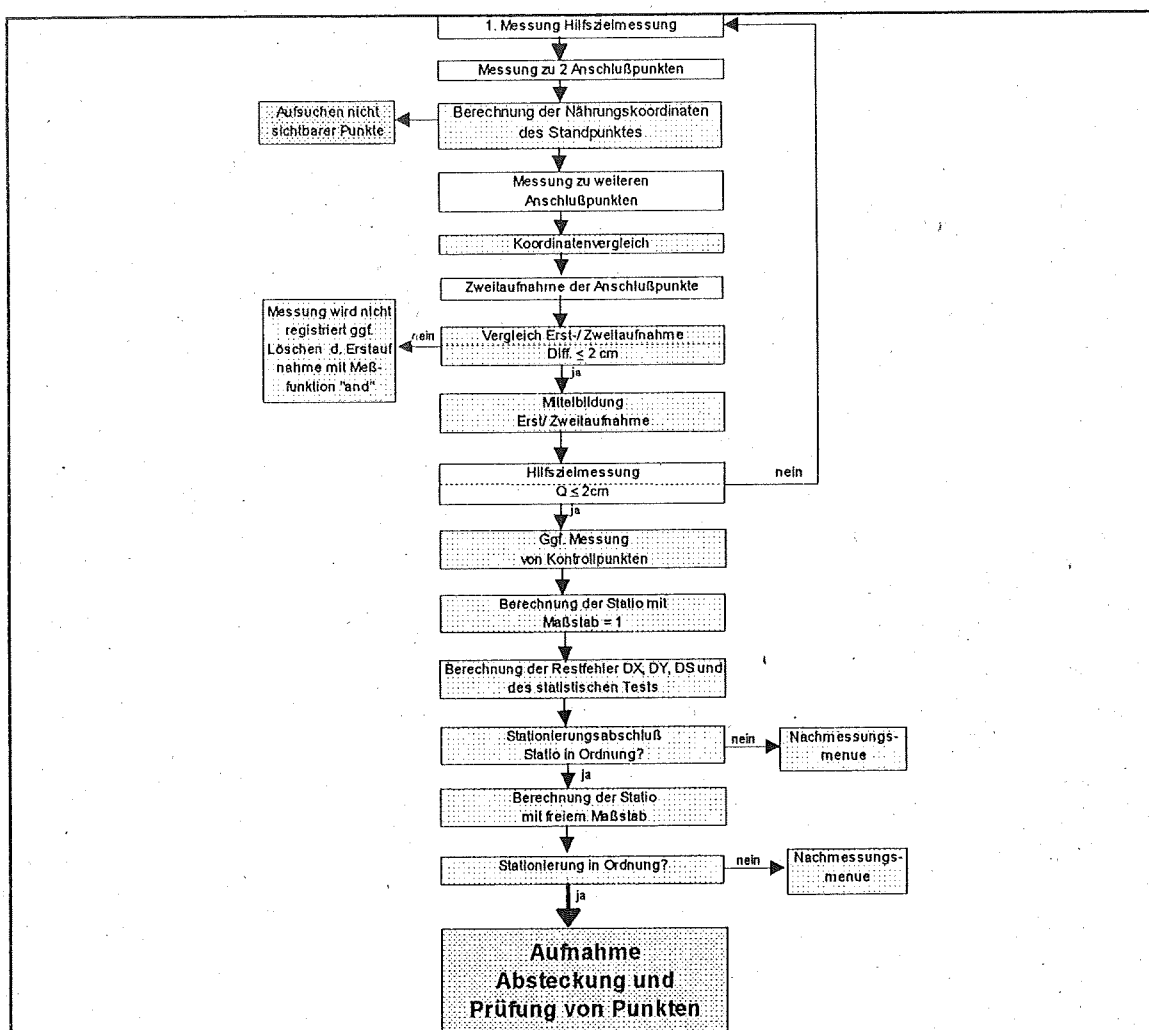 1. Messung Hilfszielmessung
Messung zu 2 Anschlußpunkten
Aufsuchen nicht
sichtbarer Punkte
Berechnung der Nährungskoordinaten
des Standpunktes
Messung zu weiteren
Anschlußpunkten
Koordinatenvergleich
Zweitaufnahme der Anschlußpunkte
Messung wird nicht
registriert ggf.
Löschen d. Erstauf
nahme mit Meß-
funktion "and"
nein
Vergleich Erst-/Zweitaufnahme
Diff. ≤ 2 cm
ja
Mittelbildung
Erst/Zweitaufnahme
Hilfszielmessung
Q ≤ 2cm
nein
ja
Ggf. Messung
von Kontrollpunkten
Berechnung der Statio mit
Maßstab = 1
Berechnung der Restfehler DX, DY, DS und
des statistischen Tests
Stationierungsabschluß
Statio in Ordnung?
nein
Nachmessungs-
menue
ja
Berechnung der Statio
mit freiem Maßstab
Stationierung in Ordnung?
nein
Nachmessungs-
menue
ja
Aufnahme
Absteckung und
Prüfung von Punkten